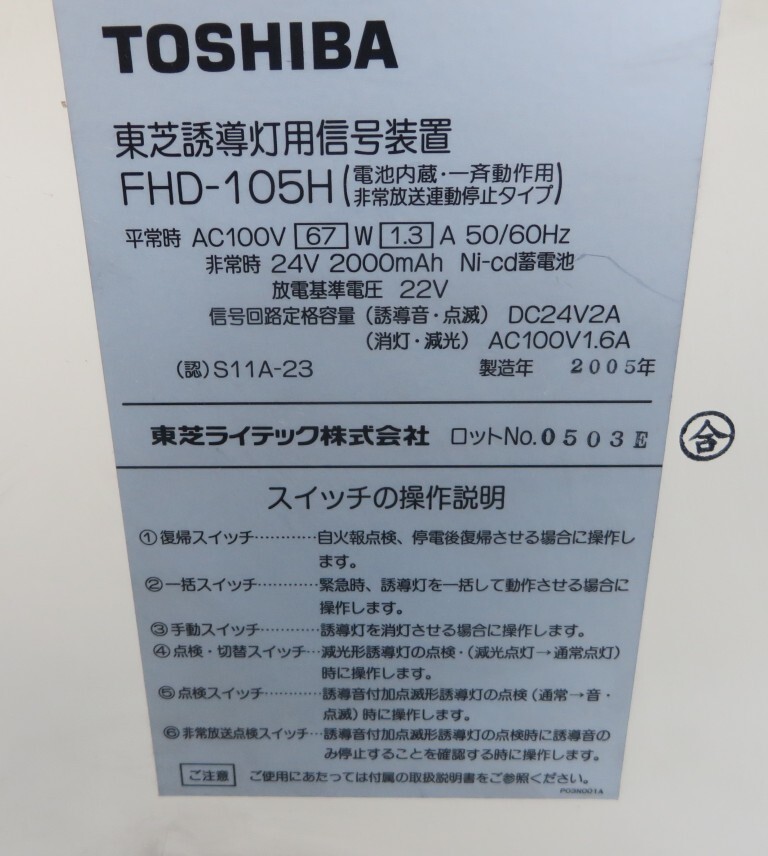 TOSHIBA
東芝誘導灯用信号装置
FHD-105H(電池内蔵・一斉動作用
非常放送連動停止タイプ)
平常時 AC100V 67 W 1.3 A 50/60Hz
非常時 24V 2000mAh Ni-cd蓄電池
放電基準電圧 22V
信号回路定格容量(誘導音・点滅) DC24V2A
(消灯・減光) AC100V1.6A
(認)S11A-23 製造年 2005年
東芝ライテック株式会社 ロットNo.0503E
合
スイッチの操作説明
①復帰スイッチ…………自火報点検、停電後復帰させる場合に操作し
ます。
②一括スイッチ…………緊急時、誘導灯を一括して動作させる場合に
操作します。
③手動スイッチ…………誘導灯を消灯させる場合に操作します。
④点検・切替スイッチ…減光形誘導灯の点検・(減光点灯→通常点灯)
時に操作します。
⑤点検スイッチ…………誘導音付加点滅形誘導灯の点検(通常→音・
点滅)時に操作します。
⑥非常放送点検スイッチ…誘導音付加点滅形誘導灯の点検時に誘導音の
み停止することを確認する時に操作します。
ご注意 ご使用にあたっては付属の取扱説明書をご参照ください。
P03N001A